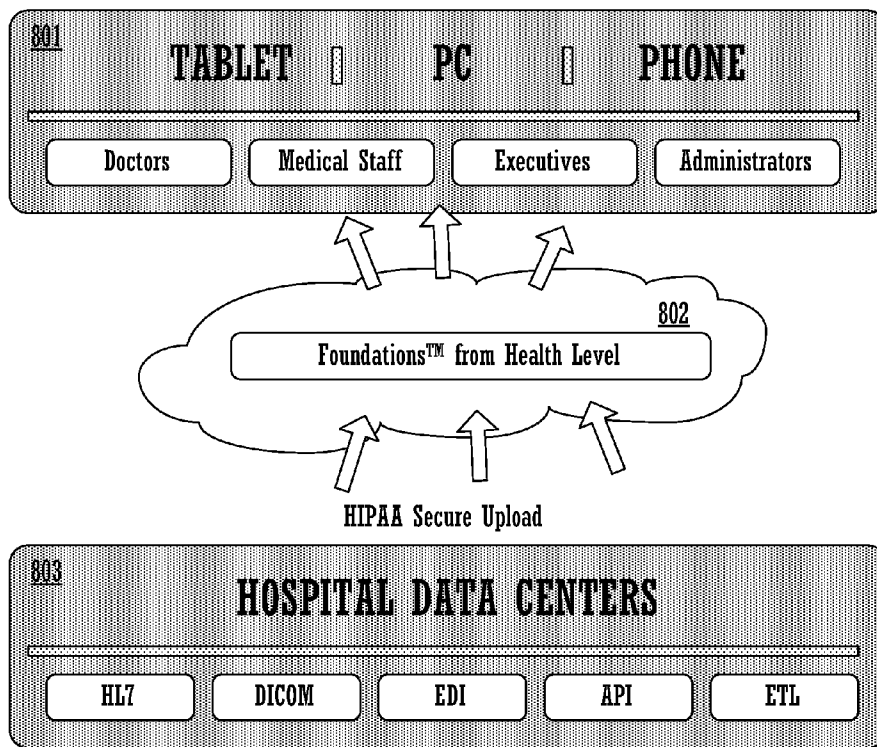 801
TABLET PC PHONE
Doctors Medical Staff Executives Administrators
802
Foundations™ from Health Level
HIPAA Secure Upload
803
HOSPITAL DATA CENTERS
HL7 DICOM EDI API ETL